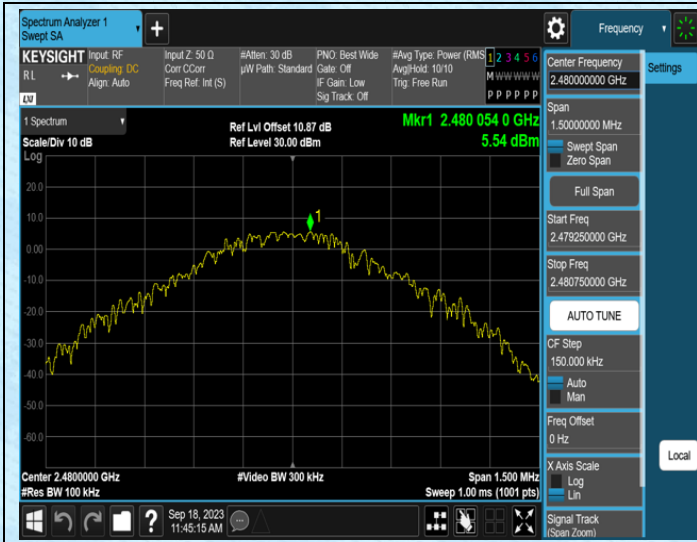 Spectrum Analyzer 1
Swept SA
Frequency
KEYSIGHT
RL
Input: RF
Coupling: DC
Align: Auto
Input Z: 50 Ω
Corr CCorr
Freq Ref: Int (S)
#Atten: 30 dB
µW Path: Standard
PNO: Best Wide
Gate: Off
IF Gain: Low
Sig Track: Off
#Avg Type: Power (RMS
Avg|Hold: 10/10
Trig: Free Run
1 2 3 4 5 6
M W W W W W
P P P P P P
1 Spectrum
Scale/Div 10 dB
Log
Ref Lvl Offset 10.87 dB
Ref Level 30.00 dBm
Mkr1 2.480 054 0 GHz
5.54 dBm
20.0
10.0
0.00
-10.0
-20.0
-30.0
-40.0
-50.0
-60.0
1
Center 2.4800000 GHz
#Res BW 100 kHz
#Video BW 300 kHz
Span 1.500 MHz
Sweep 1.00 ms (1001 pts)
Sep 18, 2023
11:45:15 AM
Center Frequency
2.480000000 GHz
Span
1.50000000 MHz
Swept Span
Zero Span
Full Span
Start Freq
2.479250000 GHz
Stop Freq
2.480750000 GHz
AUTO TUNE
CF Step
150.000 kHz
Auto
Man
Freq Offset
0 Hz
X Axis Scale
Log
Lin
Signal Track
(Span Zoom)
Settings
Local